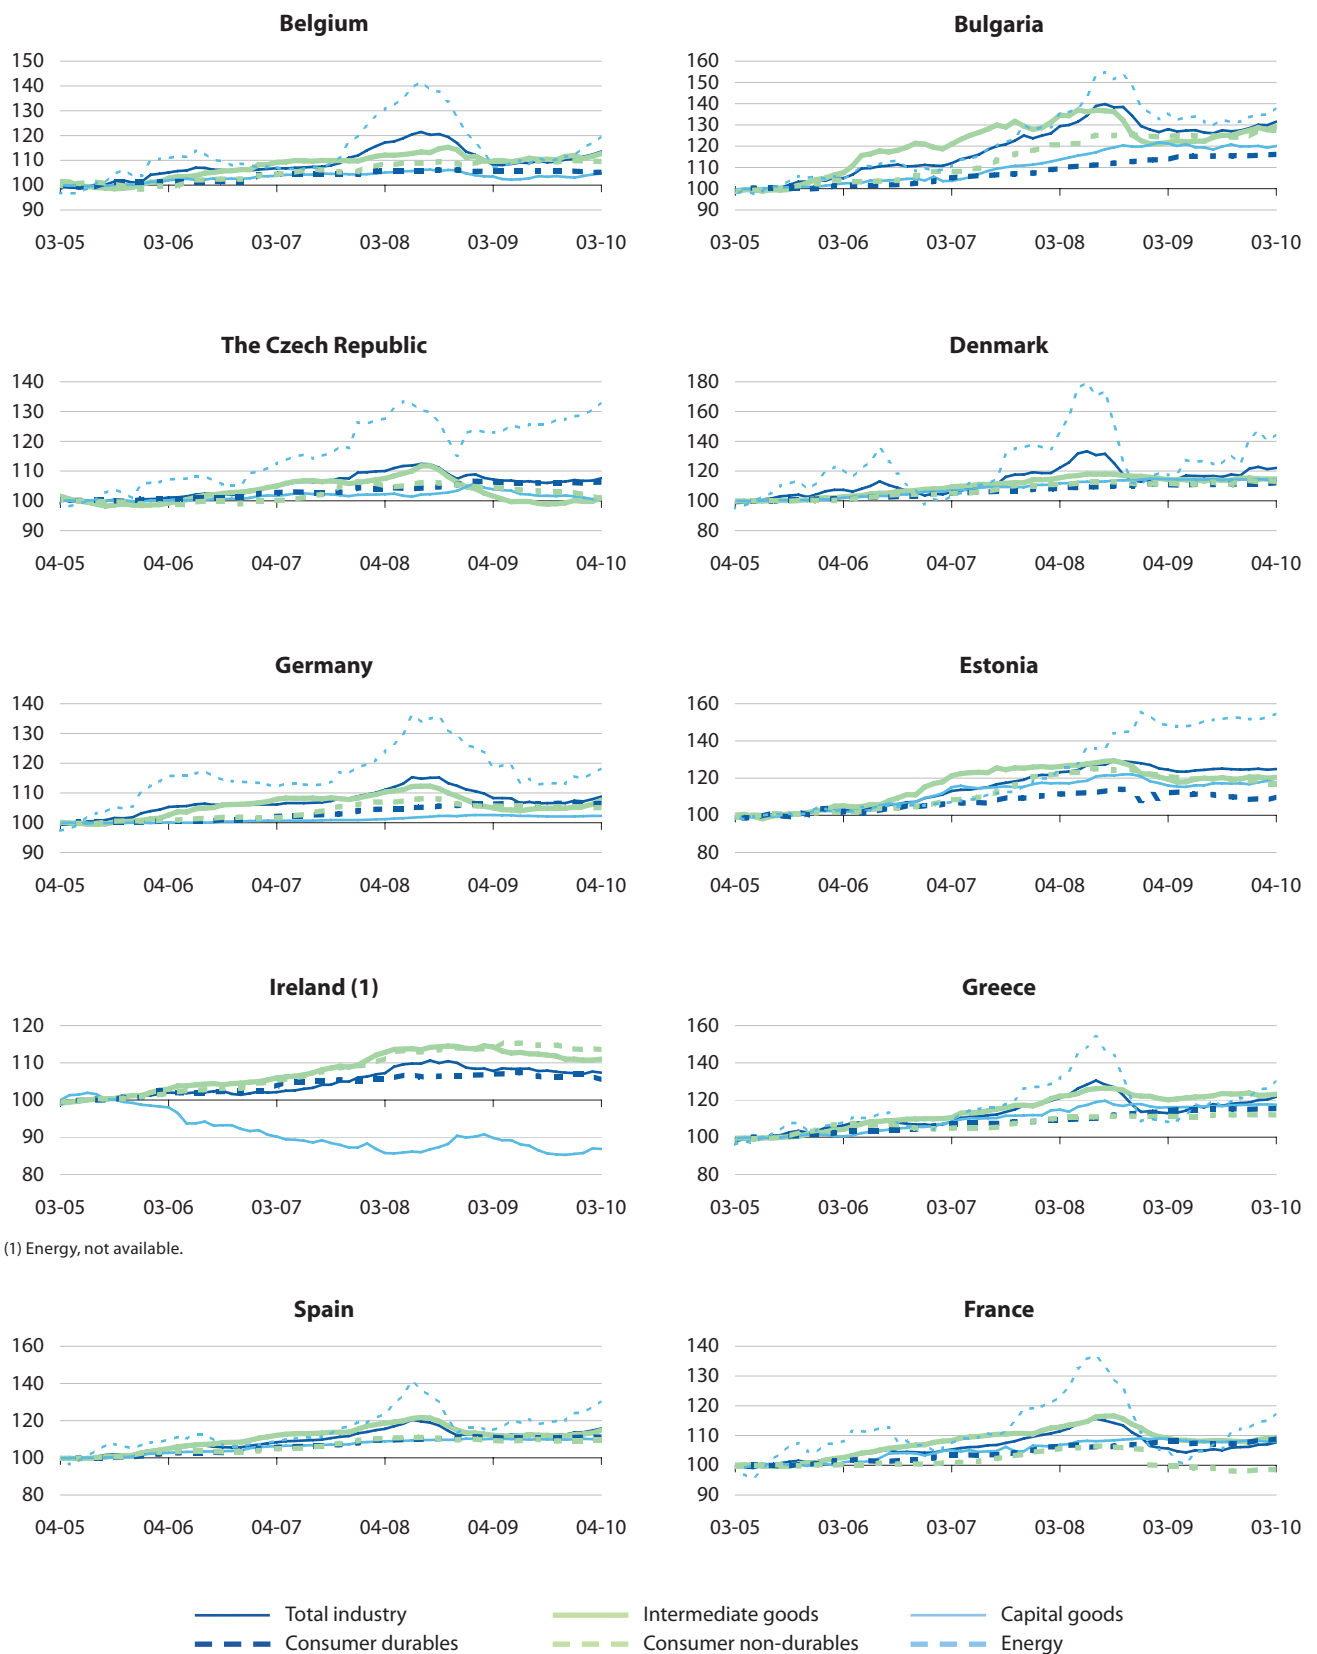 Belgium
150
140
130
120
110
100
90
03-05 03-06 03-07 03-08 03-09 03-10
Bulgaria
160
150
140
130
120
110
100
90
03-05 03-06 03-07 03-08 03-09 03-10
The Czech Republic
140
130
120
110
100
90
04-05 04-06 04-07 04-08 04-09 04-10
Denmark
180
160
140
120
100
80
04-05 04-06 04-07 04-08 04-09 04-10
Germany
140
130
120
110
100
90
04-05 04-06 04-07 04-08 04-09 04-10
Estonia
160
140
120
100
80
04-05 04-06 04-07 04-08 04-09 04-10
Ireland (1)
120
110
100
90
80
03-05 03-06 03-07 03-08 03-09 03-10
(1) Energy, not available.
Greece
160
140
120
100
80
03-05 03-06 03-07 03-08 03-09 03-10
Spain
160
140
120
100
80
04-05 04-06 04-07 04-08 04-09 04-10
France
140
130
120
110
100
90
03-05 03-06 03-07 03-08 03-09 03-10
Total industry Intermediate goods Capital goods
Consumer durables Consumer non-durables Energy